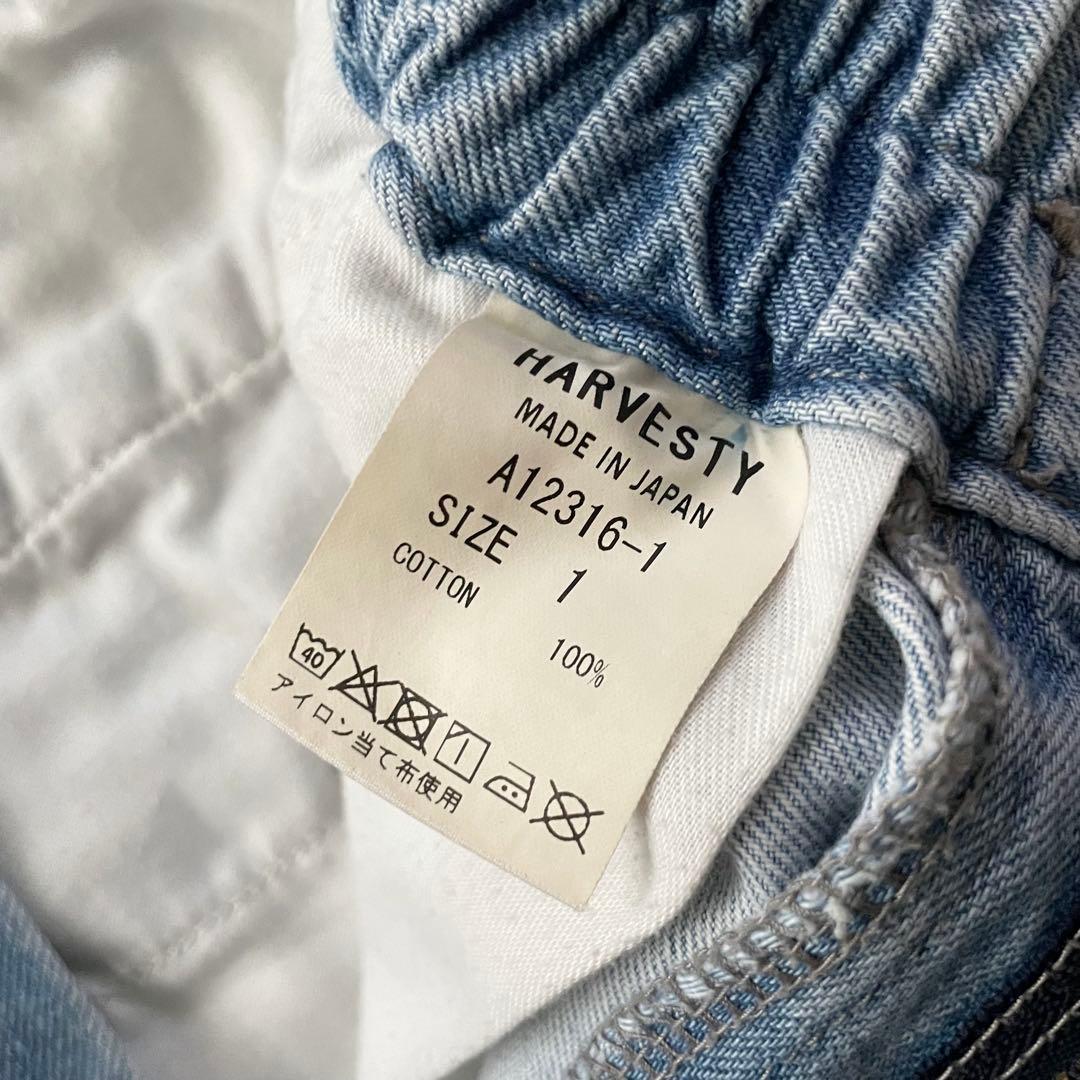 HARVESTY
MADE IN JAPAN
A12316-1
SIZE 1
COTTON 100%
40
アイロン当て布使用